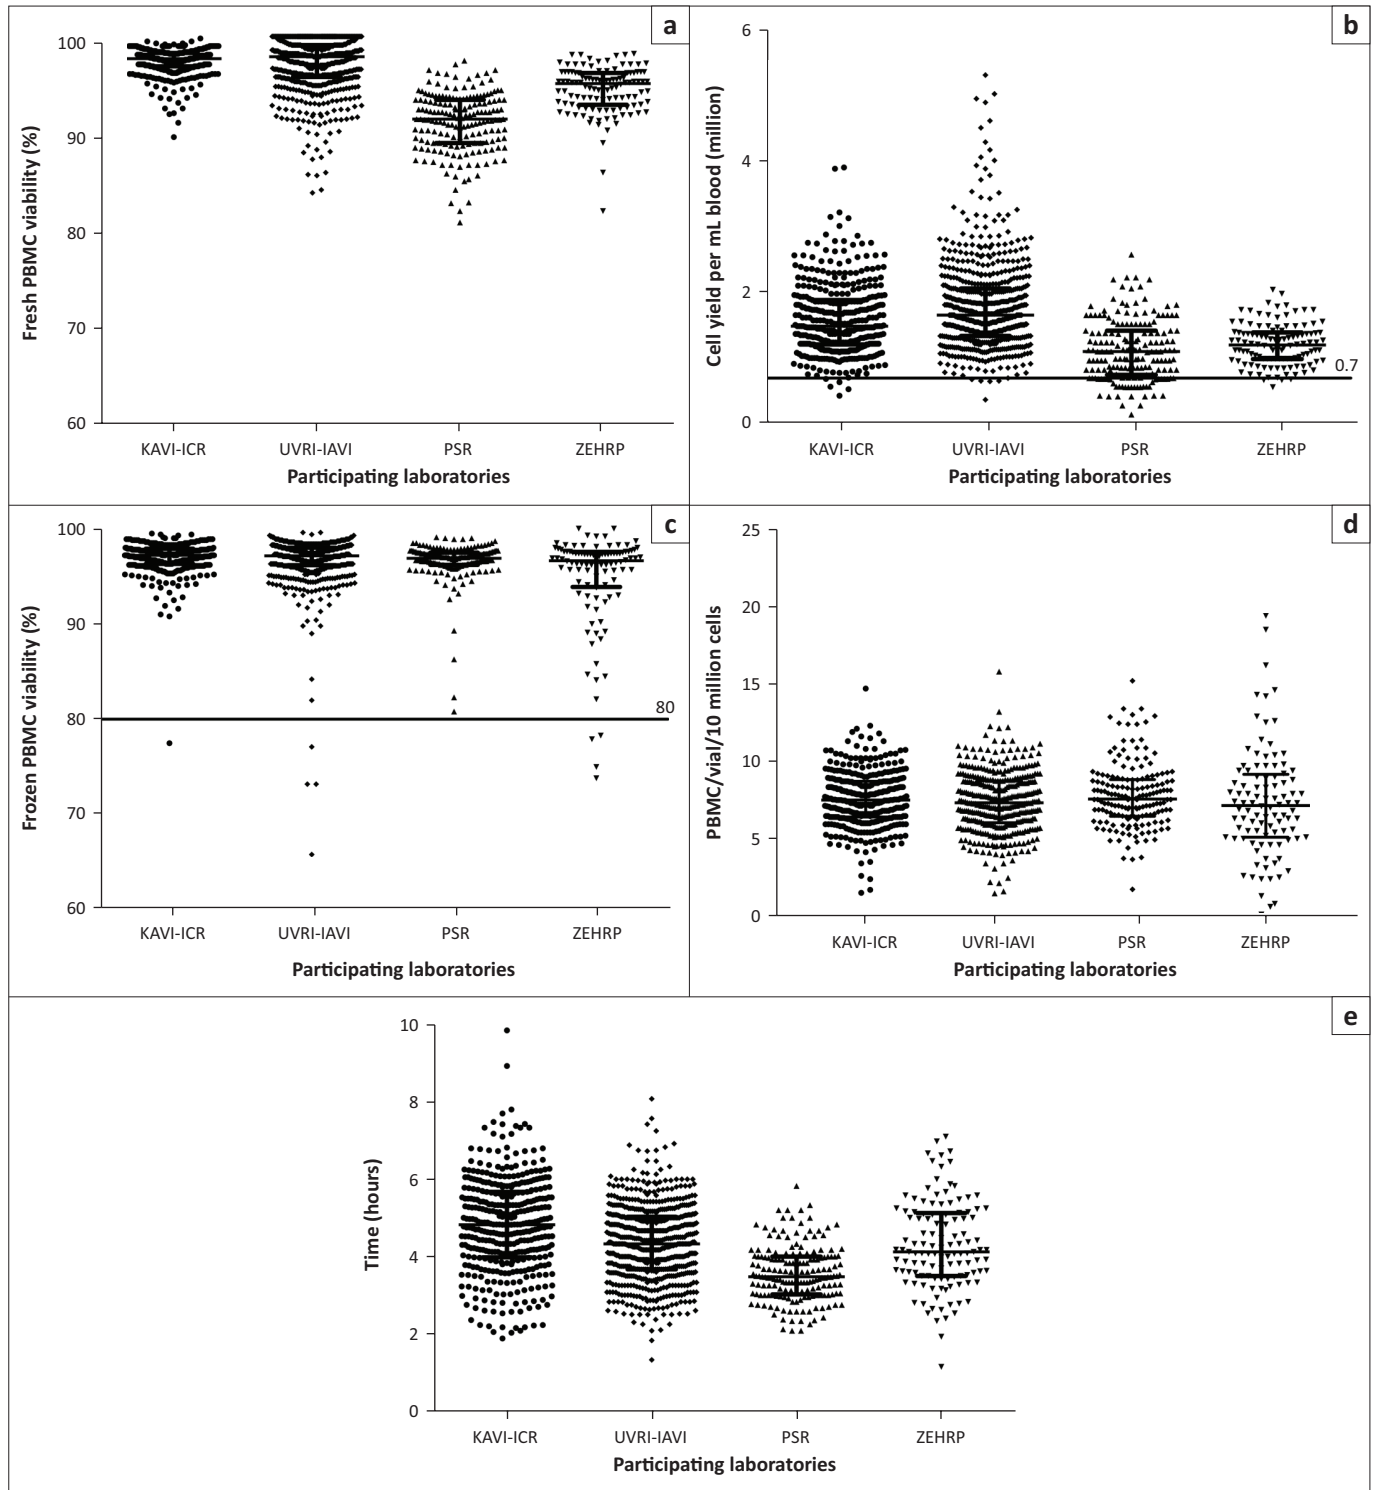 a
Fresh PBMC viability (%)
100
90
80
70
60
KAVI-ICR UVRI-IAVI PSR ZEHRP
Participating laboratories
b
Cell yield per mL blood (million)
6
4
2
0
0.7
KAVI-ICR UVRI-IAVI PSR ZEHRP
Participating laboratories
c
Frozen PBMC viability (%)
100
90
80
70
60
80
KAVI-ICR UVRI-IAVI PSR ZEHRP
Participating laboratories
d
PBMC/vial/10 million cells
25
20
15
10
5
0
KAVI-ICR UVRI-IAVI PSR ZEHRP
Participating laboratories
e
Time (hours)
10
8
6
4
2
0
KAVI-ICR UVRI-IAVI PSR ZEHRP
Participating laboratories